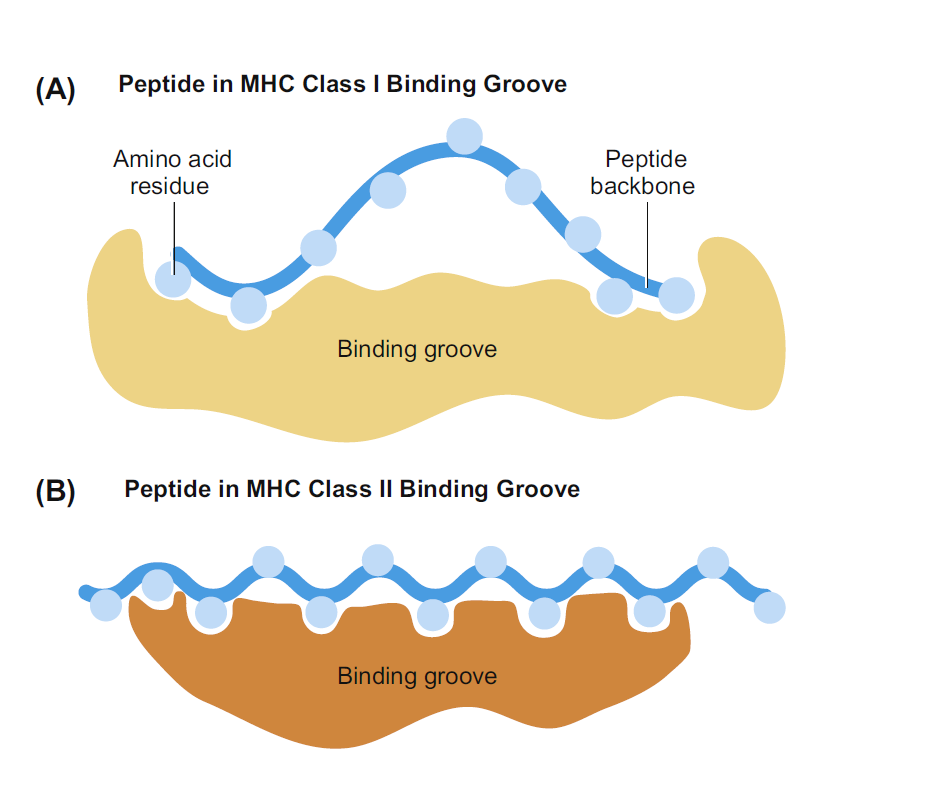 (A) Peptide in MHC Class I Binding Groove
Amino acid
residue
Peptide
backbone
Binding groove
(B) Peptide in MHC Class II Binding Groove
Binding groove